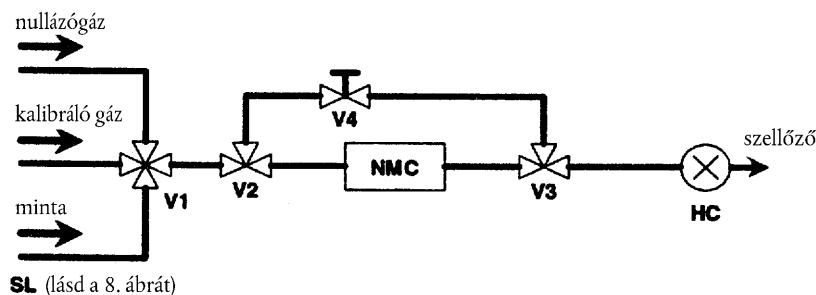 nullázógáz
kalibráló gáz
minta
SL (lásd a 8. ábrát)
V1
V2
V4
NMC
V3
HC
szellőző